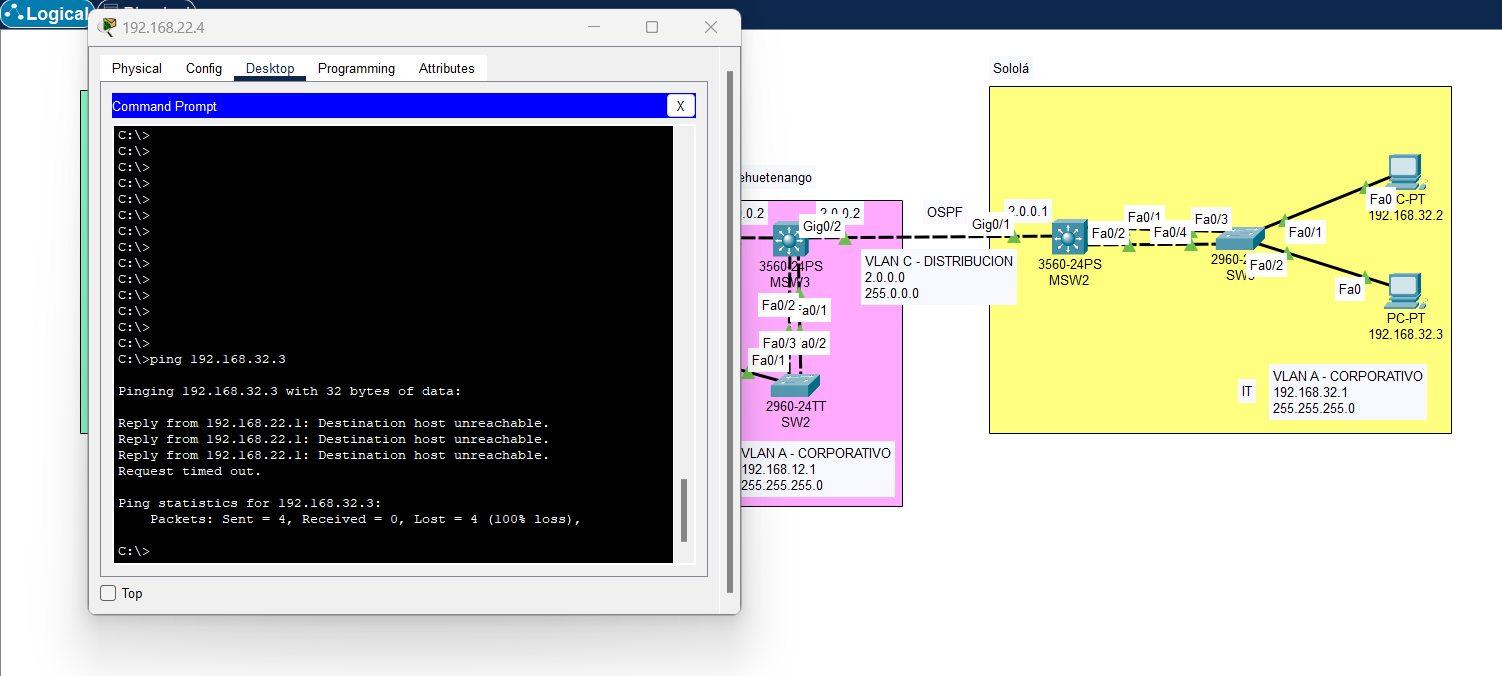 Logical
192.168.22.4
Physical Config Desktop Programming Attributes
Command Prompt
X
C:\>
C:\>
C:\>
C:\>
C:\>
C:\>
C:\>
C:\>
C:\>
C:\>
C:\>
C:\>
C:\>
C:\>
C:\>ping 192.168.32.3
Pinging 192.168.32.3 with 32 bytes of data:
Reply from 192.168.22.1: Destination host unreachable.
Reply from 192.168.22.1: Destination host unreachable.
Reply from 192.168.22.1: Destination host unreachable.
Request timed out.
Ping statistics for 192.168.32.3:
Packets: Sent = 4, Received = 0, Lost = 4 (100% loss),
C:\>
Top
ehuetenango
.0.2
2.0.0.2
Gig0/2
3560-24PS
MSW3
Fa0/2
a0/1
Fa0/3
a0/2
Fa0/1
2960-24TT
SW2
VLAN A - CORPORATIVO
192.168.12.1
255.255.255.0
OSPF
Gig0/1
VLAN C - DISTRIBUCION
2.0.0.0
255.0.0.0
Sololá
2.0.0.1
3560-24PS
MSW2
Fa0/2
Fa0/1
Fa0/4
Fa0/3
2960-2
SW
Fa0/1
Fa0/2
Fa0
C-PT
192.168.32.2
Fa0
PC-PT
192.168.32.3
IT
VLAN A - CORPORATIVO
192.168.32.1
255.255.255.0